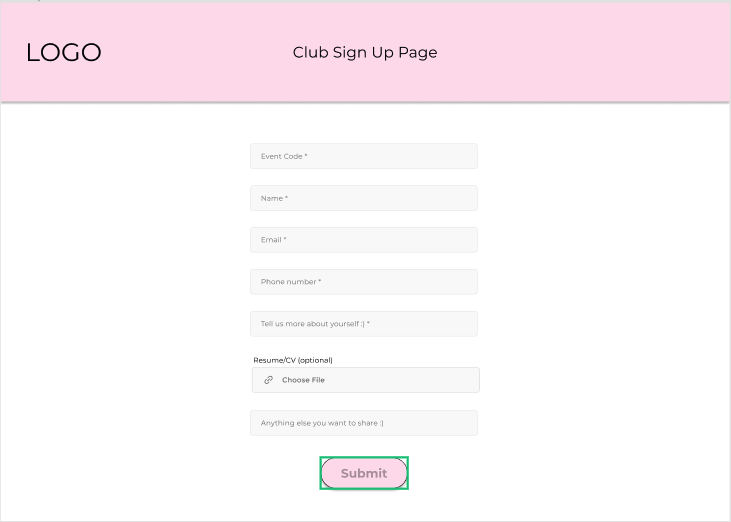 LOGO
Club Sign Up Page
Event Code *
Name *
Email *
Phone number *
Tell us more about yourself :) *
Resume/CV (optional)
Choose File
Anything else you want to share :)
Submit